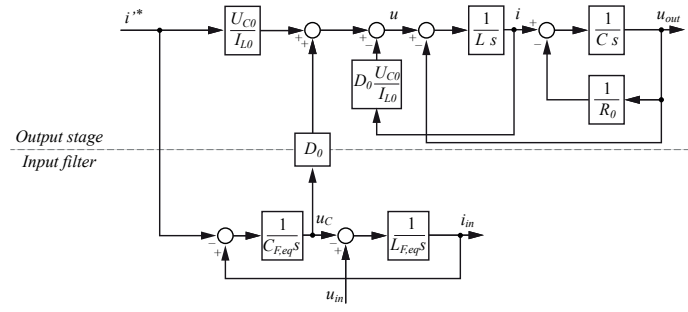 i'*
U_C0 / I_L0
+
+
+
−
u
+
−
1 / L s
i
+
−
1 / C s
u_out
D_0 U_C0 / I_L0
1 / R_0
Output stage
Input filter
D_0
−
+
1 / C_F,eq s
u_C
−
+
1 / L_F,eq s
i_in
u_in